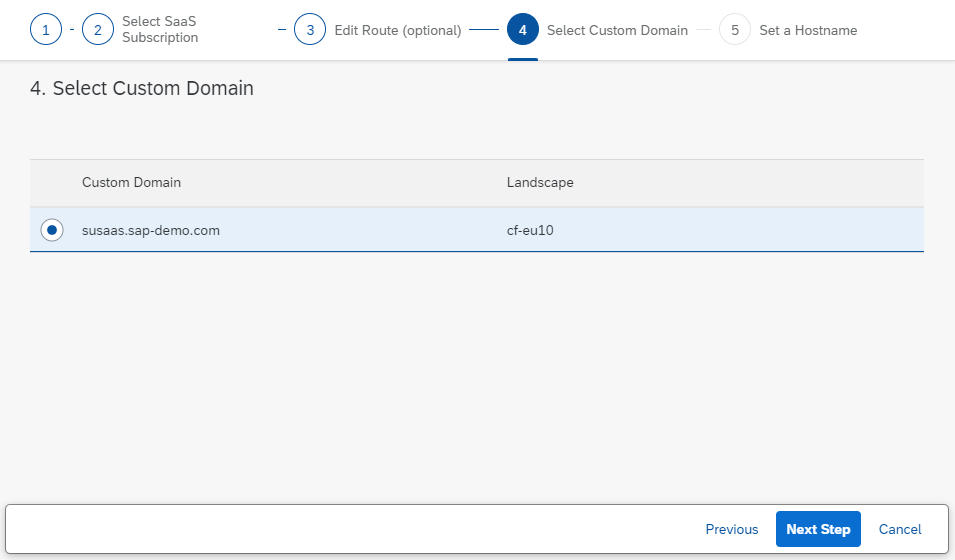 1 - 2 Select SaaS
Subscription
3 Edit Route (optional) 4 Select Custom Domain 5 Set a Hostname
4. Select Custom Domain
Custom Domain Landscape
susaas.sap-demo.com cf-eu10
Previous Next Step Cancel